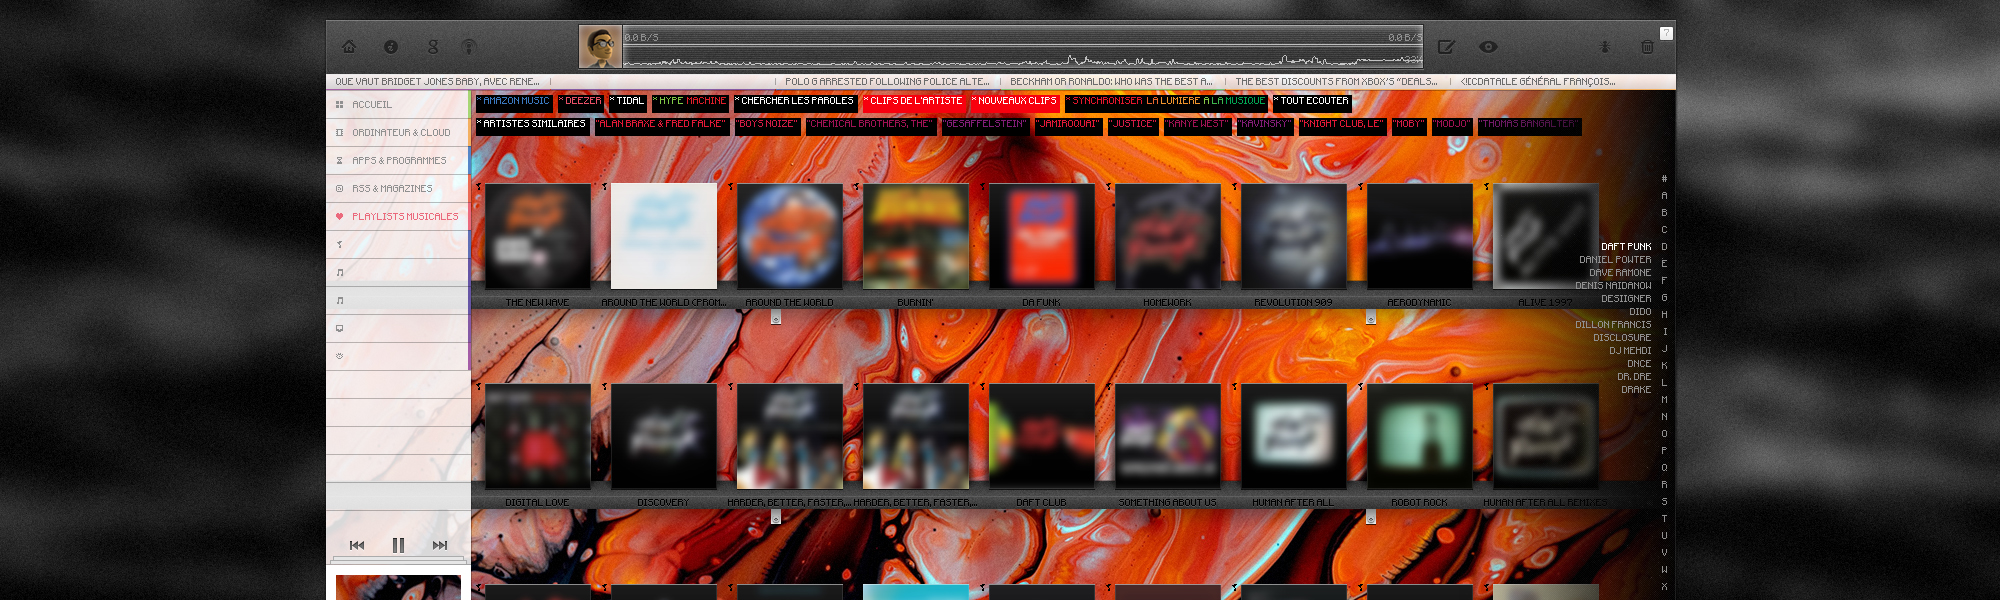 0.0 B/S 0.0 B/S
?
QUE VAUT BRIDGET JONES BABY, AVEC RENE... | | POLO G ARRESTED FOLLOWING POLICE ALTE... | BECKHAM OR RONALDO: WHO WAS THE BEST A... | THE BEST DISCOUNTS FROM XBOX'S "DEALS... |
ACCUEIL
ORDINATEUR & CLOUD
APPS & PROGRAMMES
RSS & MAGAZINES
PLAYLISTS MUSICALES
* AMAZON MUSIC * DEEZER * TIDAL * HYPE MACHINE * CHERCHER LES PAROLES * CLIPS DE L'ARTISTE * NOUVEAUX CLIPS * SYNCHRONISER LA LUMIERE A LA MUSIQUE * TOUT ECOUTER
* ARTISTES SIMILAIRES "ALAN BRAXE & FRED FALKE" "BOYS NOIZE" "CHEMICAL BROTHERS, THE" "GESAFFELSTEIN" "JAMIROQUAI" "JUSTICE" "KANYE WEST" "KAVINSKY" "KNIGHT CLUB, LE" "MOBY" "MODJO" "THOMAS BANGALTER"
THE NEW WAVE AROUND THE WORLD (FROM... AROUND THE WORLD BURNIN' DA FUNK HOMEWORK REVOLUTION 909 AERODYNAMIC ALIVE 1997
DIGITAL LOVE DISCOVERY HARDER, BETTER, FASTER,... HARDER, BETTER, FASTER,... DAFT CLUB SOMETHING ABOUT US HUMAN AFTER ALL ROBOT ROCK HUMAN AFTER ALL REMIXES
DAFT PUNK
DANIEL POWTER
DAVE RAMONE
DENIS NAIDANOW
DESIIGNER
DIDO
DILLON FRANCIS
DISCLOSURE
DJ MEHDI
DNCE
DR. DRE
DRAKE
#
A
B
C
D
E
F
G
H
I
J
K
L
M
N
O
P
Q
R
S
T
U
V
W
X